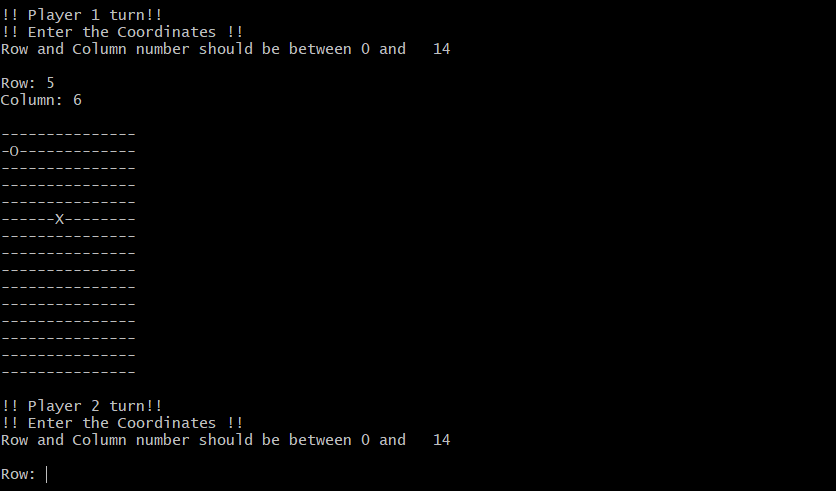 !! Player 1 turn!!
!! Enter the Coordinates !!
Row and Column number should be between 0 and   14
Row: 5
Column: 6
---------------
-O-------------
---------------
---------------
---------------
------X--------
---------------
---------------
---------------
---------------
---------------
---------------
---------------
---------------
---------------
!! Player 2 turn!!
!! Enter the Coordinates !!
Row and Column number should be between 0 and   14
Row: